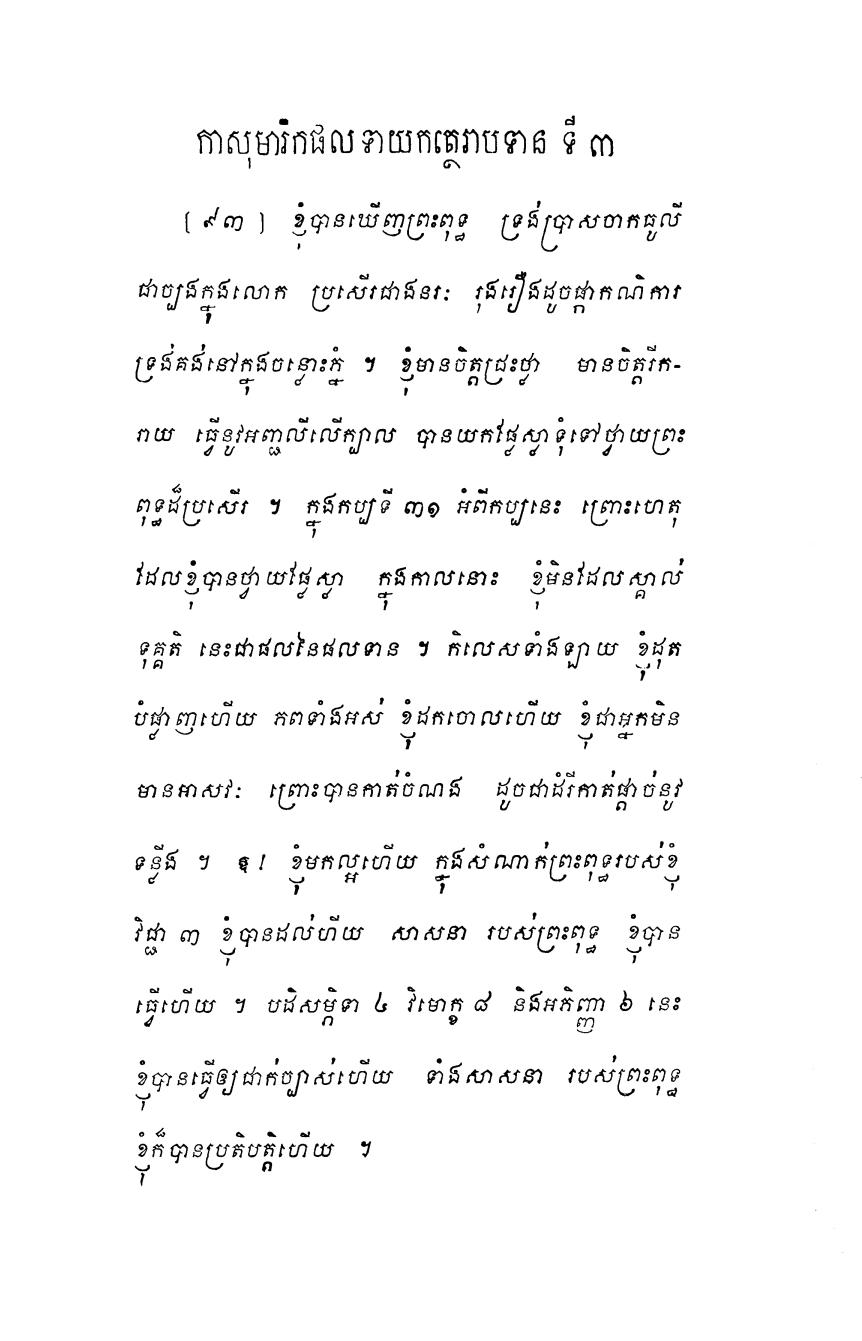 កាសុមារិកផលទាយកត្ថេរាបទាន ទី ៣
[ ៩៣ ] ខ្ញុំបានឃើញព្រះពុទ្ធ ទ្រង់ប្រាសចាកធូលី
ជាច្បងក្នុងលោក ប្រសើរជាងនរៈ រុងរឿងដូចផ្កាកណិការ
ទ្រង់គង់នៅក្នុងចន្លោះភ្នំ ។ ខ្ញុំមានចិត្តជ្រះថ្លា មានចិត្តរីក-
រាយ ធ្វើនូវអញ្ជលីលើក្បាល បានយកផ្លែស្វាទុំទៅថ្វាយព្រះ
ពុទ្ធដ៏ប្រសើរ ។ ក្នុងកប្បទី ៣១ អំពីកប្បនេះ ព្រោះហេតុ
ដែលខ្ញុំបានថ្វាយផ្លែស្វា ក្នុងកាលនោះ ខ្ញុំមិនដែលស្គាល់
ទុគ្គតិ នេះជាផលនៃផលទាន ។ កិលេសទាំងឡាយ ខ្ញុំដុត
បំផ្លាញហើយ ភពទាំងអស់ ខ្ញុំដកចោលហើយ ខ្ញុំជាអ្នកមិន
មានអាសវៈ ព្រោះបានកាត់ចំណង ដូចជាដំរីកាត់ផ្តាច់នូវ
ទន្លីង ។ ឱ! ខ្ញុំមកល្អហើយ ក្នុងសំណាក់ព្រះពុទ្ធរបស់ខ្ញុំ
វិជ្ជា ៣ ខ្ញុំបានដល់ហើយ សាសនា របស់ព្រះពុទ្ធ ខ្ញុំបាន
ធ្វើហើយ ។ បដិសម្ភិទា ៤ វិមោក្ខ ៨ និងអភិញ្ញា ៦ នេះ
ខ្ញុំបានធ្វើឲ្យជាក់ច្បាស់ហើយ ទាំងសាសនា របស់ព្រះពុទ្ធ
ខ្ញុំក៏បានប្រតិបត្តិហើយ ។